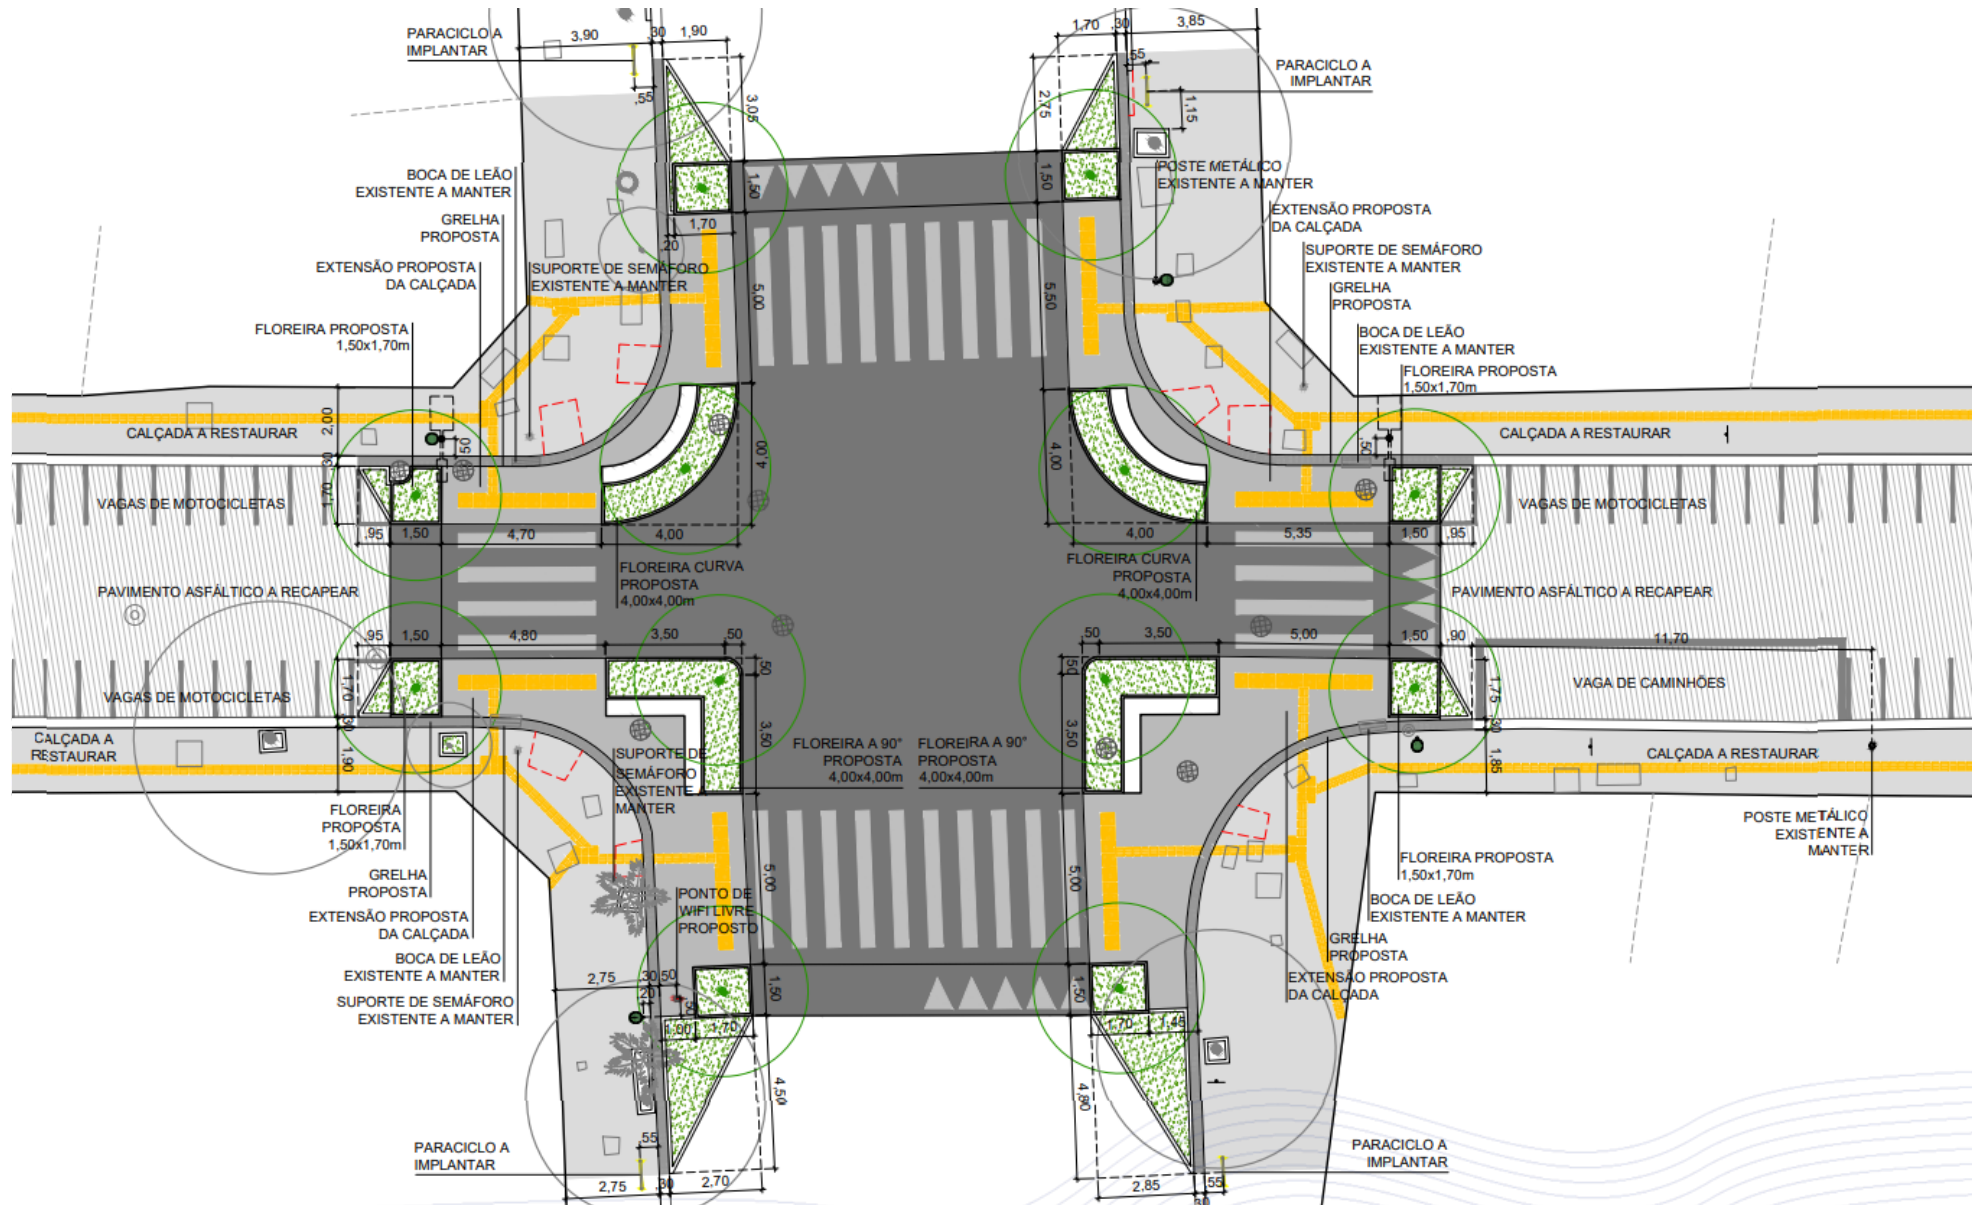 PARACICLO A
IMPLANTAR
3,90
,30
1,90
1,70
,30
3,85
PARACICLO A
IMPLANTAR
,55
3,05
2,75
,55
1,15
BOCA DE LEÃO
EXISTENTE A MANTER
GRELHA
PROPOSTA
EXTENSÃO PROPOSTA
DA CALÇADA
SUPORTE DE SEMÁFORO
EXISTENTE A MANTER
FLOREIRA PROPOSTA
1,50x1,70m
1,50
1,70
,20
5,00
1,50
5,50
POSTE METÁLICO
EXISTENTE A MANTER
EXTENSÃO PROPOSTA
DA CALÇADA
SUPORTE DE SEMÁFORO
EXISTENTE A MANTER
GRELHA
PROPOSTA
BOCA DE LEÃO
EXISTENTE A MANTER
FLOREIRA PROPOSTA
1,50x1,70m
2,00
CALÇADA A RESTAURAR
,50
,30
1,70
4,00
4,00
,50
CALÇADA A RESTAURAR
VAGAS DE MOTOCICLETAS
VAGAS DE MOTOCICLETAS
,95
1,50
4,70
4,00
4,00
5,35
1,50
,95
FLOREIRA CURVA
PROPOSTA
4,00x4,00m
FLOREIRA CURVA
PROPOSTA
4,00x4,00m
PAVIMENTO ASFÁLTICO A RECAPEAR
PAVIMENTO ASFÁLTICO A RECAPEAR
,95
1,50
4,80
3,50
,50
,50
3,50
5,00
1,50
,90
11,70
,50
,50
VAGAS DE MOTOCICLETAS
1,70
VAGA DE CAMINHÕES
1,75
,30
,30
3,50
3,50
CALÇADA A
RESTAURAR
1,90
SUPORTE DE
SEMÁFORO
EXISTENTE A
MANTER
FLOREIRA A 90°
PROPOSTA
4,00x4,00m
FLOREIRA A 90°
PROPOSTA
4,00x4,00m
1,85
CALÇADA A RESTAURAR
FLOREIRA
PROPOSTA
1,50x1,70m
POSTE METÁLICO
EXISTENTE A
MANTER
GRELHA
PROPOSTA
5,00
5,00
FLOREIRA PROPOSTA
1,50x1,70m
EXTENSÃO PROPOSTA
DA CALÇADA
PONTO DE
WIFI LIVRE
PROPOSTO
BOCA DE LEÃO
EXISTENTE A MANTER
BOCA DE LEÃO
EXISTENTE A MANTER
GRELHA
PROPOSTA
SUPORTE DE SEMÁFORO
EXISTENTE A MANTER
EXTENSÃO PROPOSTA
DA CALÇADA
2,75
,30
,50
,20
,50
1,50
1,50
1,00
1,70
1,70
1,45
4,50
4,80
PARACICLO A
IMPLANTAR
,55
PARACICLO A
IMPLANTAR
2,75
,30
2,70
2,85
,55
,30